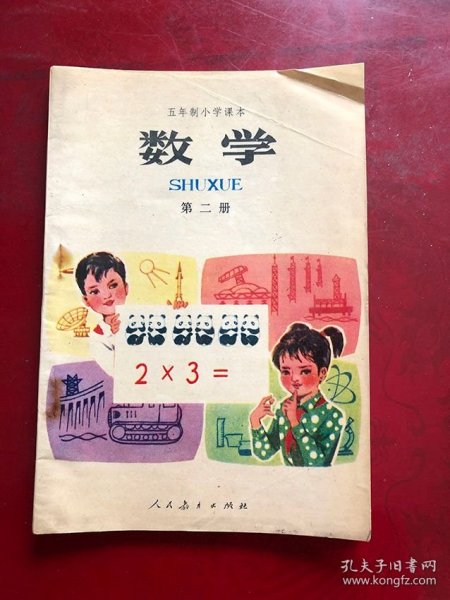 五年制小学课本
数学
SHUXUE
第二册
2×3=
人民教育出版社
孔夫子旧书网
www.kongfz.com